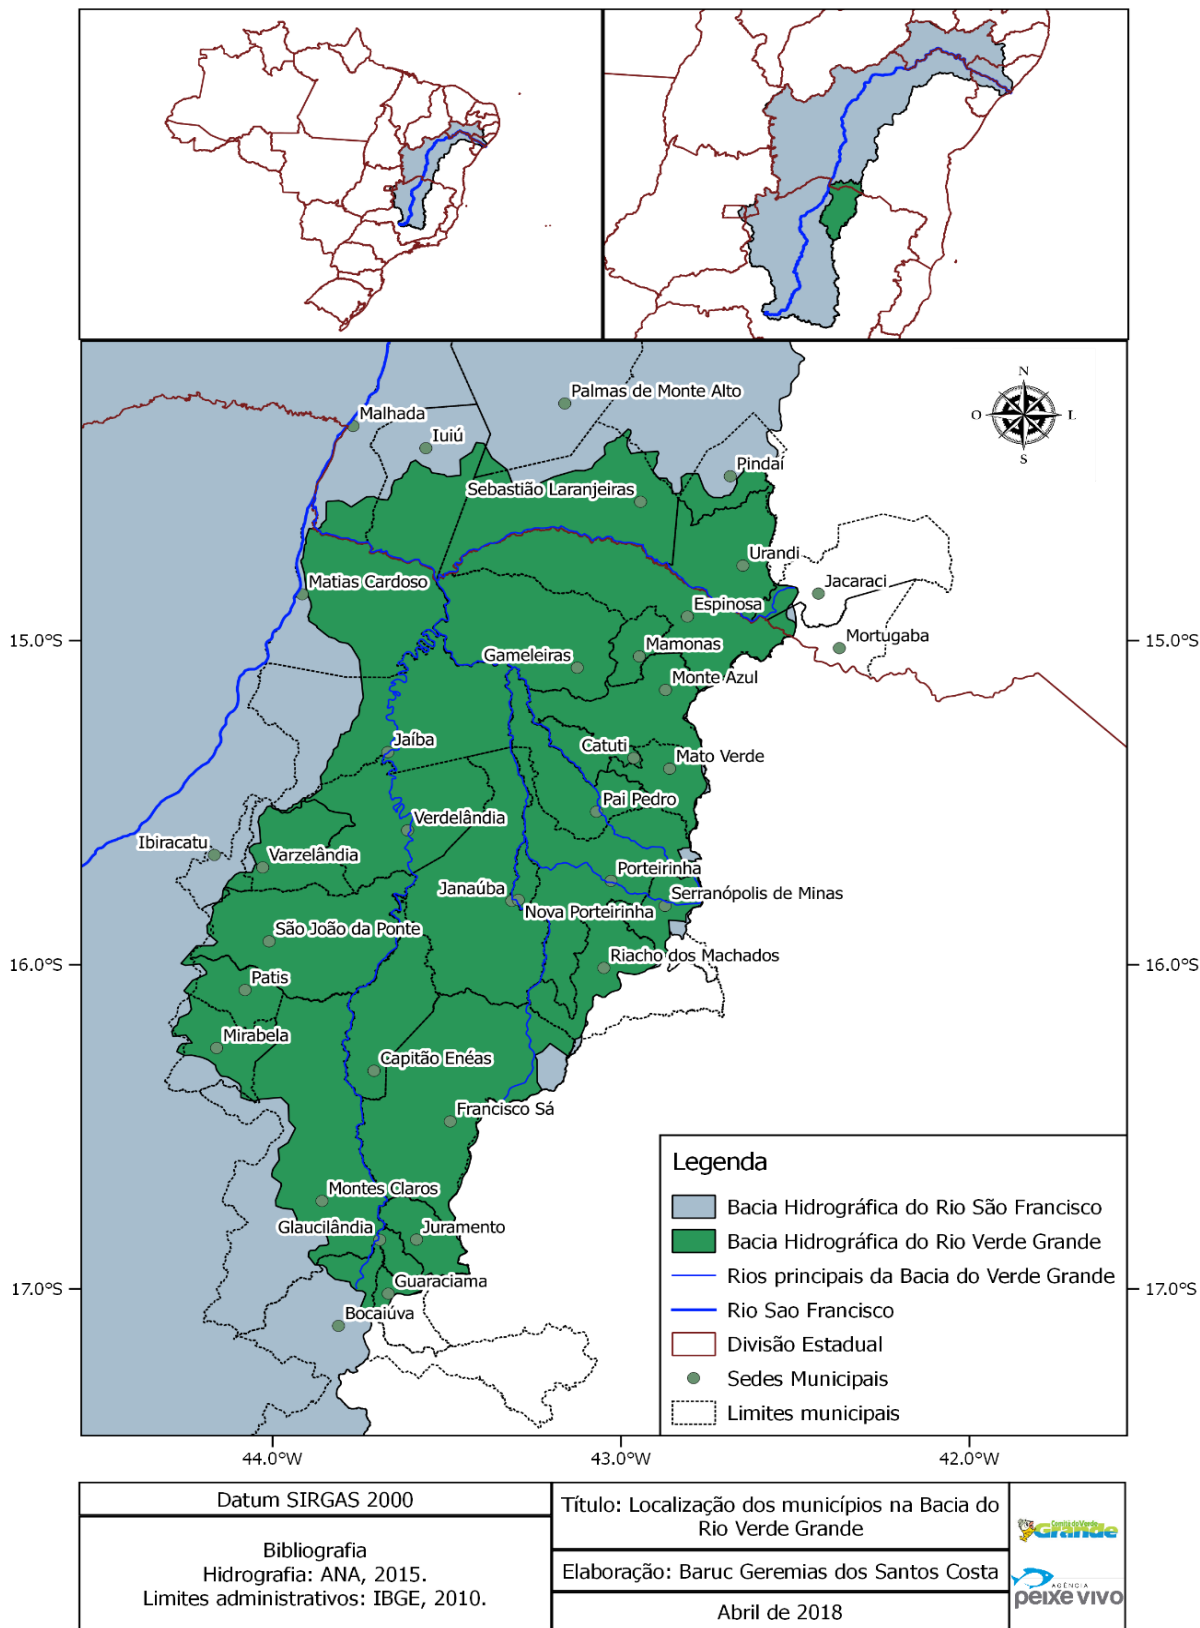 Palmas de Monte Alto
Malhada
Iuiú
N
O
L
S
Pindaí
Sebastião Laranjeiras
Urandi
Matias Cardoso
Jacaraci
Espinosa
15.0°S
Mamonas
Mortugaba
15.0°S
Gameleiras
Monte Azul
Jaíba
Catuti
Mato Verde
Pai Pedro
Verdelândia
Ibiracatu
Varzelândia
Porteirinha
Janaúba
Serranópolis de Minas
Nova Porteirinha
São João da Ponte
Riacho dos Machados
16.0°S
16.0°S
Patis
Mirabela
Capitão Enéas
Francisco Sá
Legenda
Montes Claros
Bacia Hidrográfica do Rio São Francisco
Glaucilândia
Juramento
Bacia Hidrográfica do Rio Verde Grande
Guaraciama
Rios principais da Bacia do Verde Grande
17.0°S
17.0°S
Bocaiúva
Rio Sao Francisco
Divisão Estadual
Sedes Municipais
Limites municipais
44.0°W
43.0°W
42.0°W
Datum SIRGAS 2000
Bibliografia
Hidrografia: ANA, 2015.
Limites administrativos: IBGE, 2010.
Título: Localização dos municípios na Bacia do
Rio Verde Grande
Elaboração: Baruc Geremias dos Santos Costa
Abril de 2018
Comitê do Verde
Grande
AGÊNCIA
peixe vivo